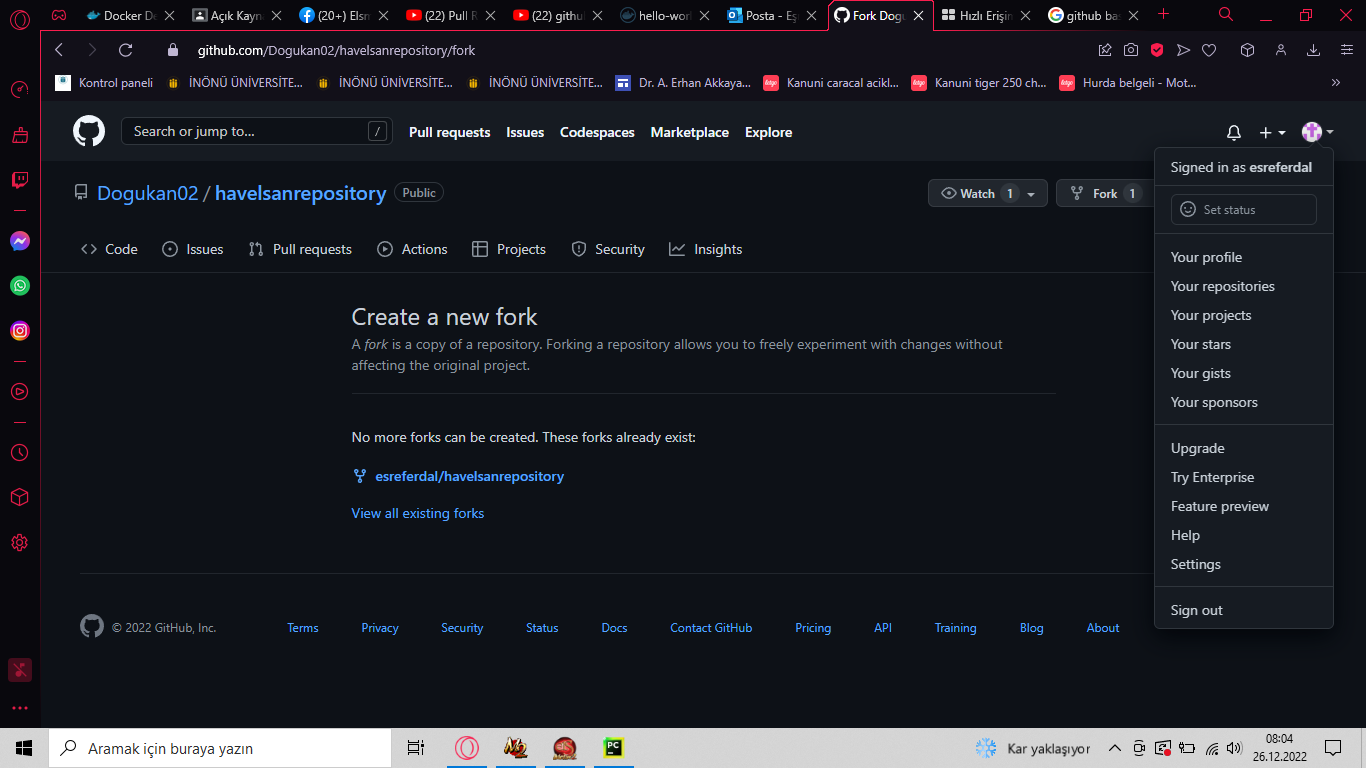 Docker De
Açık Kayna
(20+) Elsm
(22) Pull R
(22) githul
hello-worl
Posta - Eş
Fork Dogu
Hızlı Erişin
github baş
github.com/Dogukan02/havelsanrepository/fork
Kontrol paneli
İNÖNÜ ÜNİVERSİTE...
İNÖNÜ ÜNİVERSİTE...
İNÖNÜ ÜNİVERSİTE...
Dr. A. Erhan Akkaya...
Kanuni caracal acikl...
Kanuni tiger 250 ch...
Hurda belgeli - Mot...
Search or jump to...
/
Pull requests
Issues
Codespaces
Marketplace
Explore
Signed in as esreferdal
Dogukan02 / havelsanrepository
Public
Watch 1
Fork 1
Set status
Code
Issues
Pull requests
Actions
Projects
Security
Insights
Your profile
Your repositories
Your projects
Your stars
Your gists
Your sponsors
Upgrade
Try Enterprise
Feature preview
Help
Settings
Sign out
Create a new fork
A fork is a copy of a repository. Forking a repository allows you to freely experiment with changes without
affecting the original project.
No more forks can be created. These forks already exist:
esreferdal/havelsanrepository
View all existing forks
© 2022 GitHub, Inc.
Terms
Privacy
Security
Status
Docs
Contact GitHub
Pricing
API
Training
Blog
About
Aramak için buraya yazın
PC
Kar yaklaşıyor
08:04
26.12.2022